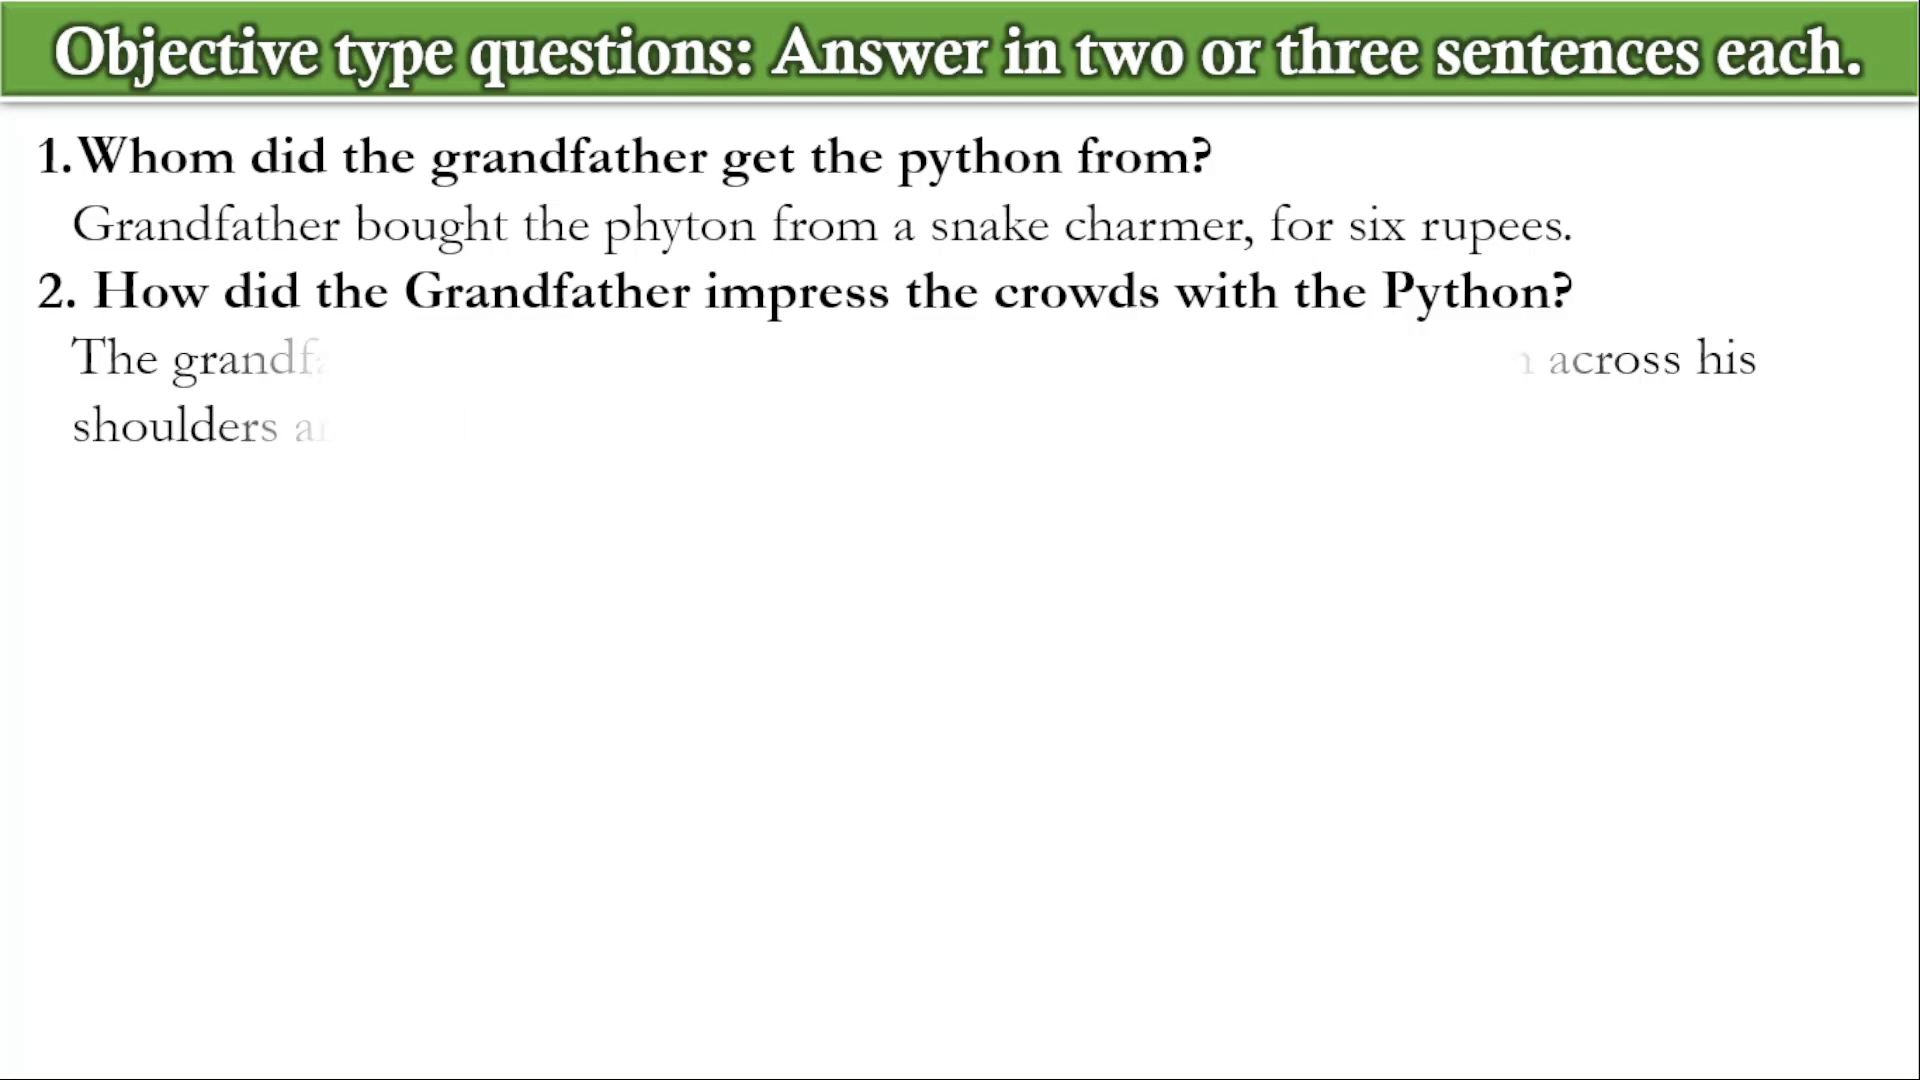 Objective type questions: Answer in two or three sentences each.
1.Whom did the grandfather get the python from?
Grandfather bought the phyton from a snake charmer, for six rupees.
2. How did the Grandfather impress the crowds with the Python?
The across his
shoulders